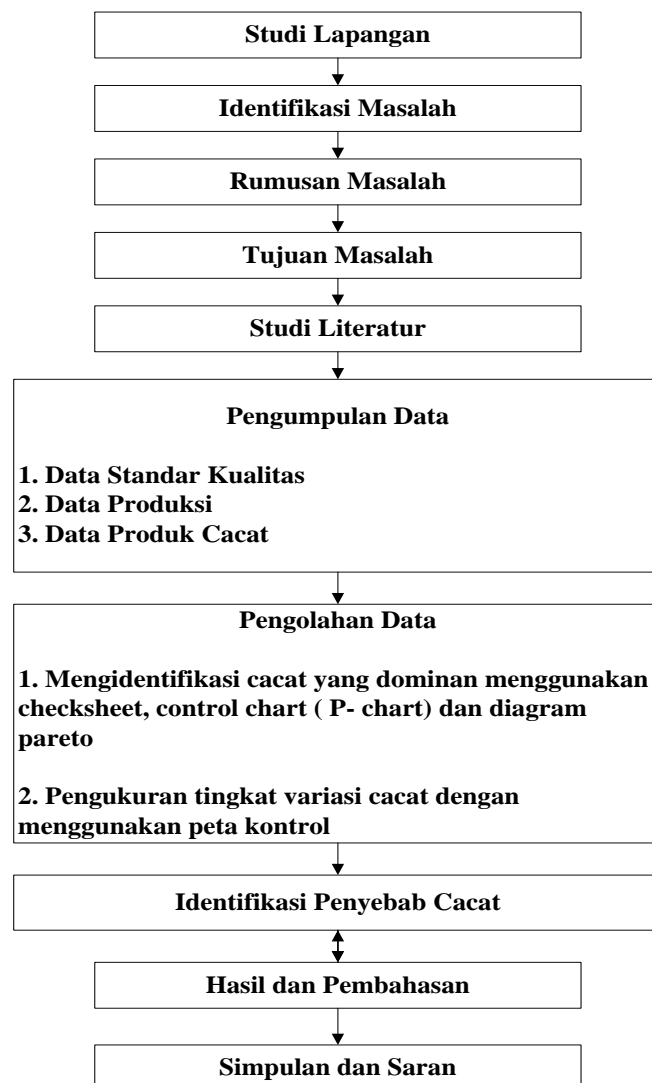 Studi Lapangan
Identifikasi Masalah
Rumusan Masalah
Tujuan Masalah
Studi Literatur
Pengumpulan Data
1. Data Standar Kualitas
2. Data Produksi
3. Data Produk Cacat
Pengolahan Data
1. Mengidentifikasi cacat yang dominan menggunakan
checksheet, control chart ( P- chart) dan diagram
pareto
2. Pengukuran tingkat variasi cacat dengan
menggunakan peta kontrol
Identifikasi Penyebab Cacat
Hasil dan Pembahasan
Simpulan dan Saran